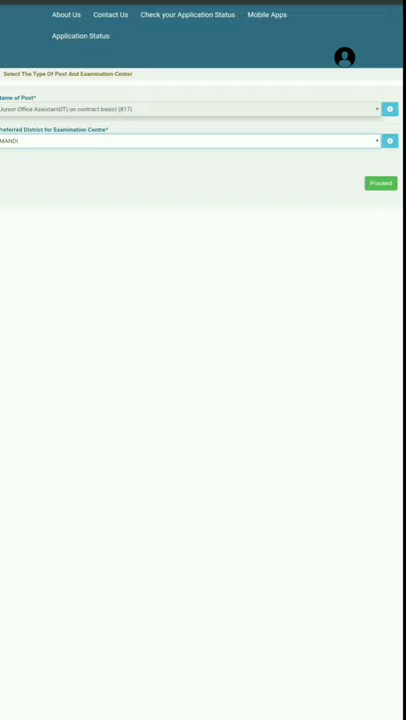 About Us Contact Us Check your Application Status Mobile Apps
Application Status
Select The Type Of Post And Examination Center
Name of Post*
Junior Office Assistant(IT) on contract basis) (817)
Preferred District for Examination Centre*
MANDI
Proceed